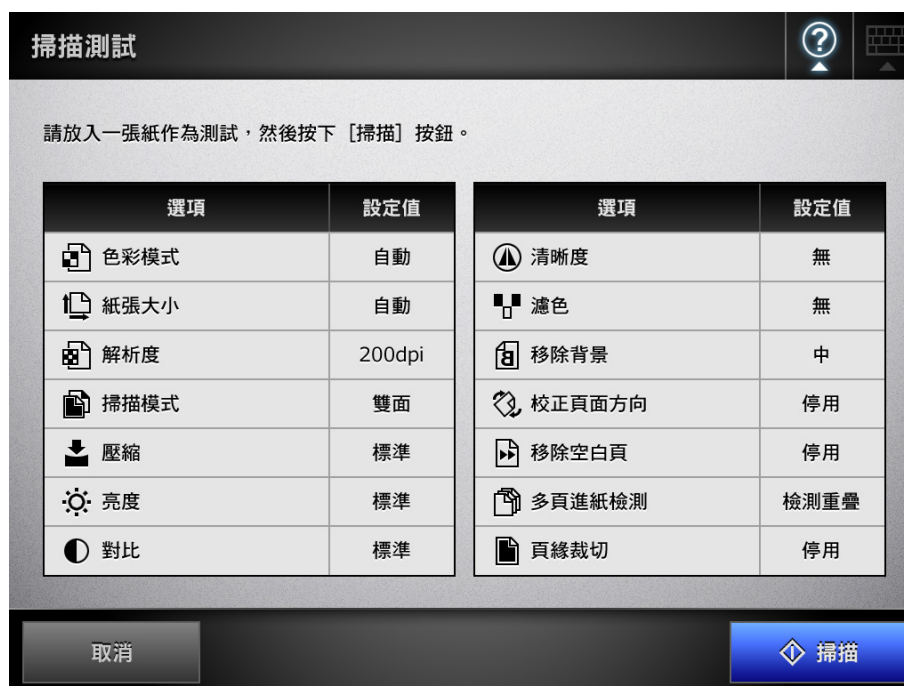 掃描測試
請放入一張紙作為測試，然後按下［掃描］按鈕。
選項 設定值
色彩模式 自動
紙張大小 自動
解析度 200dpi
掃描模式 雙面
壓縮 標準
亮度 標準
對比 標準
選項 設定值
清晰度 無
濾色 無
移除背景 中
校正頁面方向 停用
移除空白頁 停用
多頁進紙檢測 檢測重疊
頁緣裁切 停用
取消
掃描